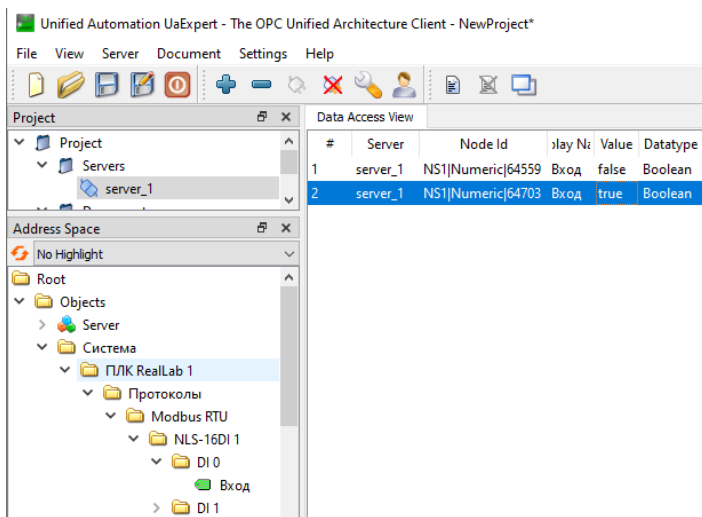 Unified Automation UaExpert - The OPC Unified Architecture Client - NewProject*
File View Server Document Settings Help
Project
Project
Servers
server_1
Address Space
No Highlight
Root
Objects
Server
Система
ПЛК RealLab 1
Протоколы
Modbus RTU
NLS-16DI 1
DI 0
Вход
DI 1
Data Access View
# Server Node Id Value Datatype
1 server_1 NS1|Numeric|64559 Вход false Boolean
2 server_1 NS1|Numeric|64703 Вход true Boolean